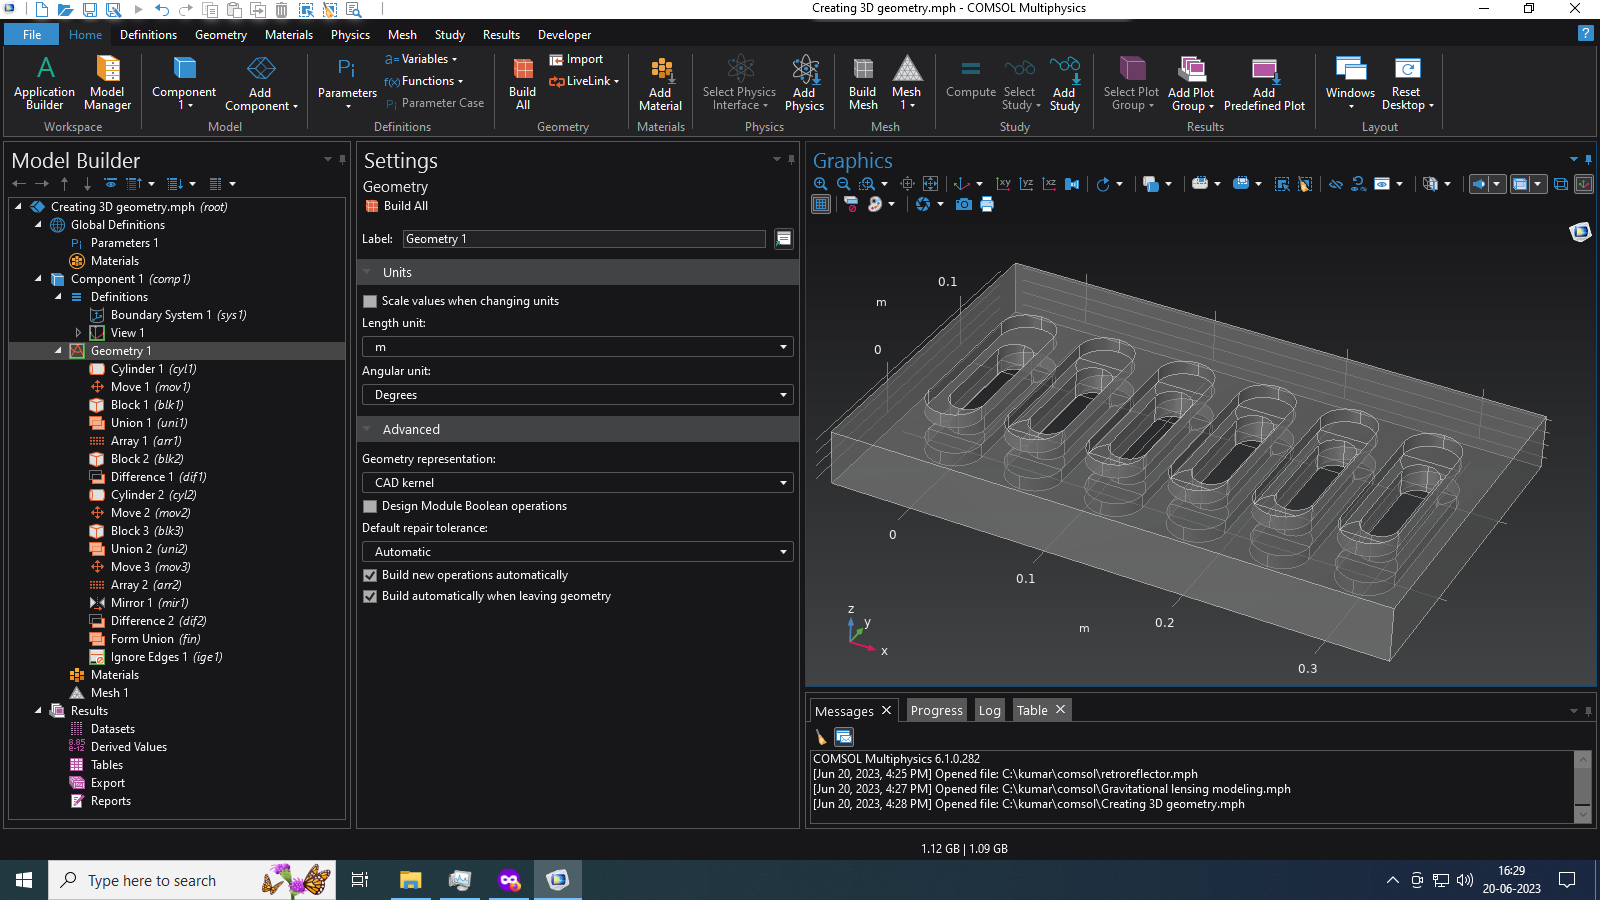 Creating 3D geometry.mph - COMSOL Multiphysics
File Home Definitions Geometry Materials Physics Mesh Study Results Developer ?
Application Builder
Model Manager
Workspace
Component 1
Add Component
Model
Pi Parameters
a= Variables
f(x) Functions
Pi Parameter Case
Definitions
Build All
Import
LiveLink
Geometry
Add Material
Materials
Select Physics Interface
Add Physics
Physics
Build Mesh
Mesh 1
Mesh
Compute
Select Study
Add Study
Study
Select Plot Group
Add Plot Group
Add Predefined Plot
Results
Windows
Reset Desktop
Layout
Model Builder
Creating 3D geometry.mph (root)
Global Definitions
Pi Parameters 1
Materials
Component 1 (comp1)
Definitions
Boundary System 1 (sys1)
View 1
Geometry 1
Cylinder 1 (cyl1)
Move 1 (mov1)
Block 1 (blk1)
Union 1 (uni1)
Array 1 (arr1)
Block 2 (blk2)
Difference 1 (dif1)
Cylinder 2 (cyl2)
Move 2 (mov2)
Block 3 (blk3)
Union 2 (uni2)
Move 3 (mov3)
Array 2 (arr2)
Mirror 1 (mir1)
Difference 2 (dif2)
Form Union (fin)
Ignore Edges 1 (ige1)
Materials
Mesh 1
Results
Datasets
8.85 e-12 Derived Values
Tables
Export
Reports
Settings
Geometry
Build All
Label: Geometry 1
Units
Scale values when changing units
Length unit:
m
Angular unit:
Degrees
Advanced
Geometry representation:
CAD kernel
Design Module Boolean operations
Default repair tolerance:
Automatic
Build new operations automatically
Build automatically when leaving geometry
Graphics
xy yz xz
0.1
m
0
0
0.1
m
0.2
0.3
z
y
x
Messages Progress Log Table
COMSOL Multiphysics 6.1.0.282
[Jun 20, 2023, 4:25 PM] Opened file: C:\kumar\comsol\retroreflector.mph
[Jun 20, 2023, 4:27 PM] Opened file: C:\kumar\comsol\Gravitational lensing modeling.mph
[Jun 20, 2023, 4:28 PM] Opened file: C:\kumar\comsol\Creating 3D geometry.mph
1.12 GB | 1.09 GB
Type here to search
16:29
20-06-2023